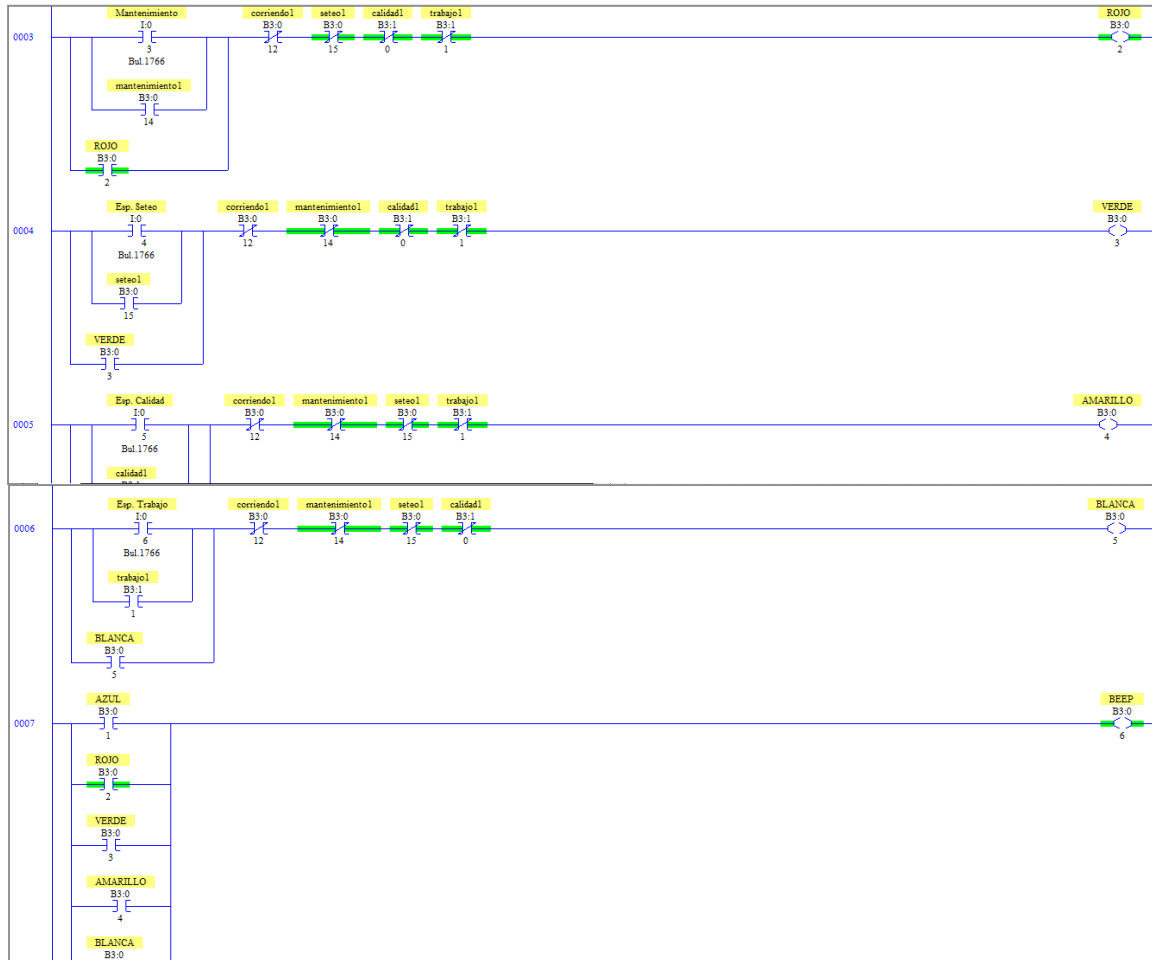 Mantenimiento corriendo1 seteo1 calidad1 trabajo1 ROJO
I:0 B3:0 B3:0 B3:1 B3:1 B3:0
0003
3 12 15 0 1 2
Bul.1766
mantenimiento1
B3:0
14
ROJO
B3:0
2
Esp. Seteo corriendo1 mantenimiento1 calidad1 trabajo1 VERDE
I:0 B3:0 B3:0 B3:1 B3:1 B3:0
0004
4 12 14 0 1 3
Bul.1766
seteo1
B3:0
15
VERDE
B3:0
3
Esp. Calidad corriendo1 mantenimiento1 seteo1 trabajo1 AMARILLO
I:0 B3:0 B3:0 B3:0 B3:1 B3:0
0005
5 12 14 15 1 4
Bul.1766
calidad1
Esp. Trabajo corriendo1 mantenimiento1 seteo1 calidad1 BLANCA
I:0 B3:0 B3:0 B3:0 B3:1 B3:0
0006
6 12 14 15 0 5
Bul.1766
trabajo1
B3:1
1
BLANCA
B3:0
5
AZUL BEEP
B3:0 B3:0
0007
1 6
ROJO
B3:0
2
VERDE
B3:0
3
AMARILLO
B3:0
4
BLANCA
B3:0